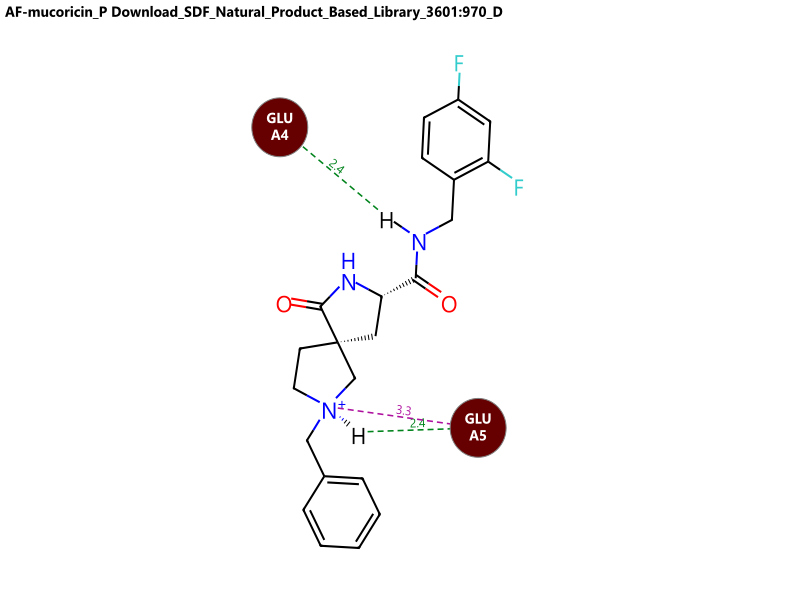 AF-mucoricin_P Download_SDF_Natural_Product_Based_Library_3601:970_D
F
GLU
A4
2.4
F
H
N
H
N
O
O
N+
3.3
2.4
H
GLU
A5